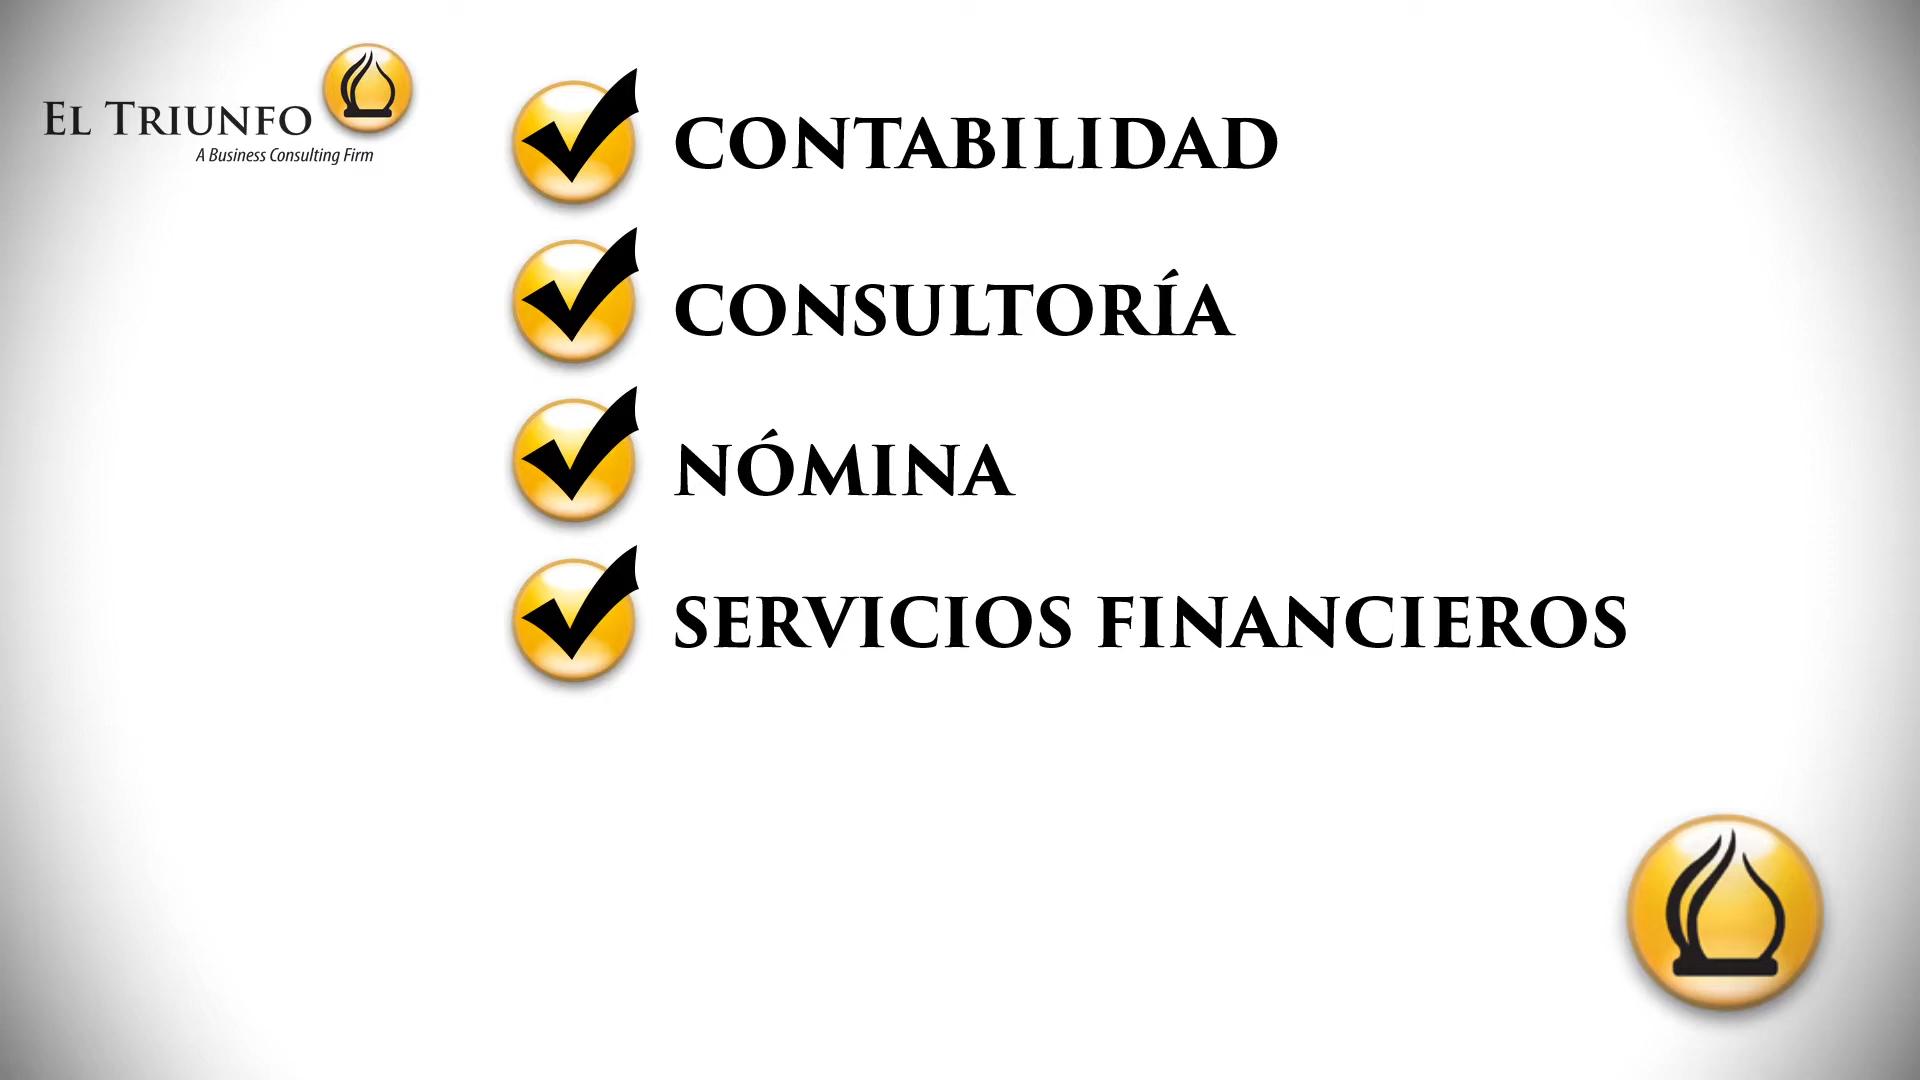 EL TRIUNFO
A Business Consulting Firm
CONTABILIDAD
CONSULTORÍA
NÓMINA
SERVICIOS FINANCIEROS